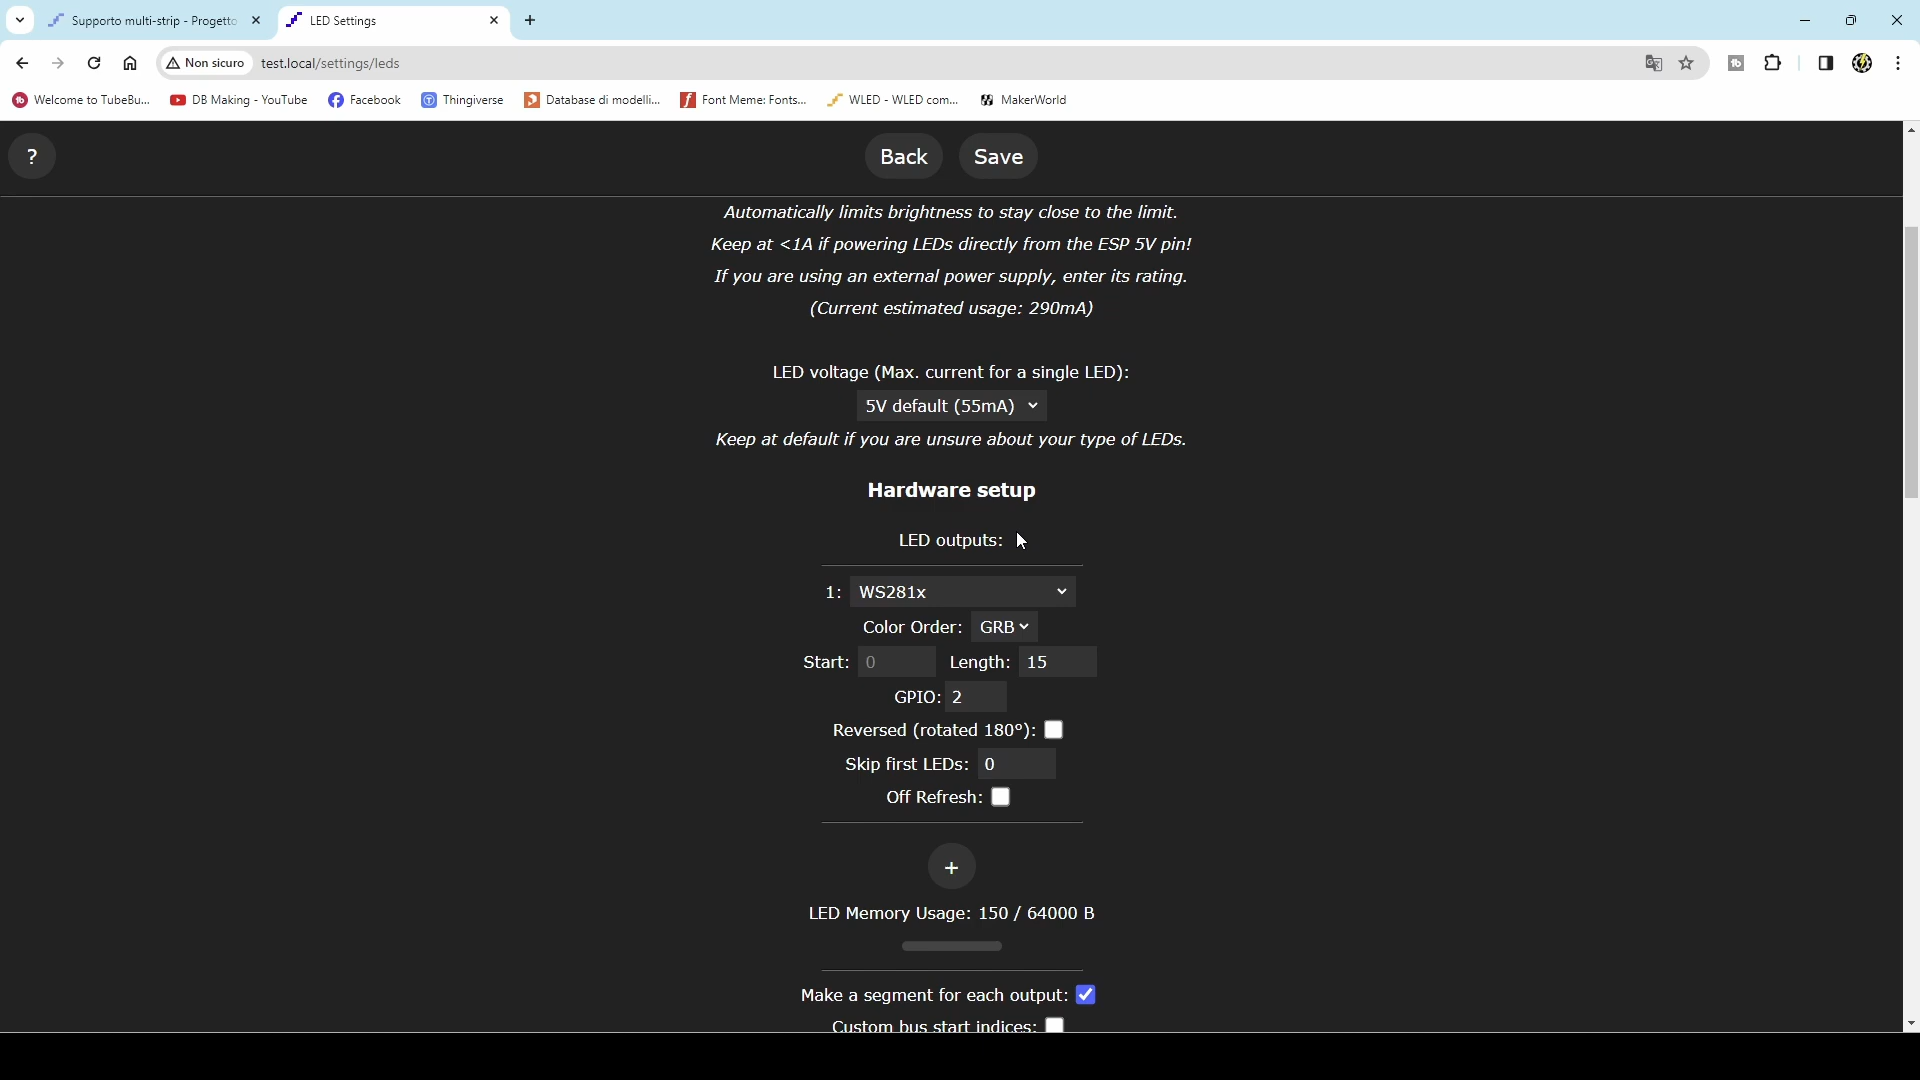 Supporto multi-strip - Progetto
LED Settings
Non sicuro
test.local/settings/leds
Welcome to TubeBu...
DB Making - YouTube
Facebook
Thingiverse
Database di modelli...
Font Meme: Fonts...
WLED - WLED com...
MakerWorld
?
Back
Save
Automatically limits brightness to stay close to the limit.
Keep at <1A if powering LEDs directly from the ESP 5V pin!
If you are using an external power supply, enter its rating.
(Current estimated usage: 290mA)
LED voltage (Max. current for a single LED):
5V default (55mA)
Keep at default if you are unsure about your type of LEDs.
Hardware setup
LED outputs:
1: WS281x
Color Order: GRB
Start: 0 Length: 15
GPIO: 2
Reversed (rotated 180°):
Skip first LEDs: 0
Off Refresh:
+
LED Memory Usage: 150 / 64000 B
Make a segment for each output:
Custom bus start indices: